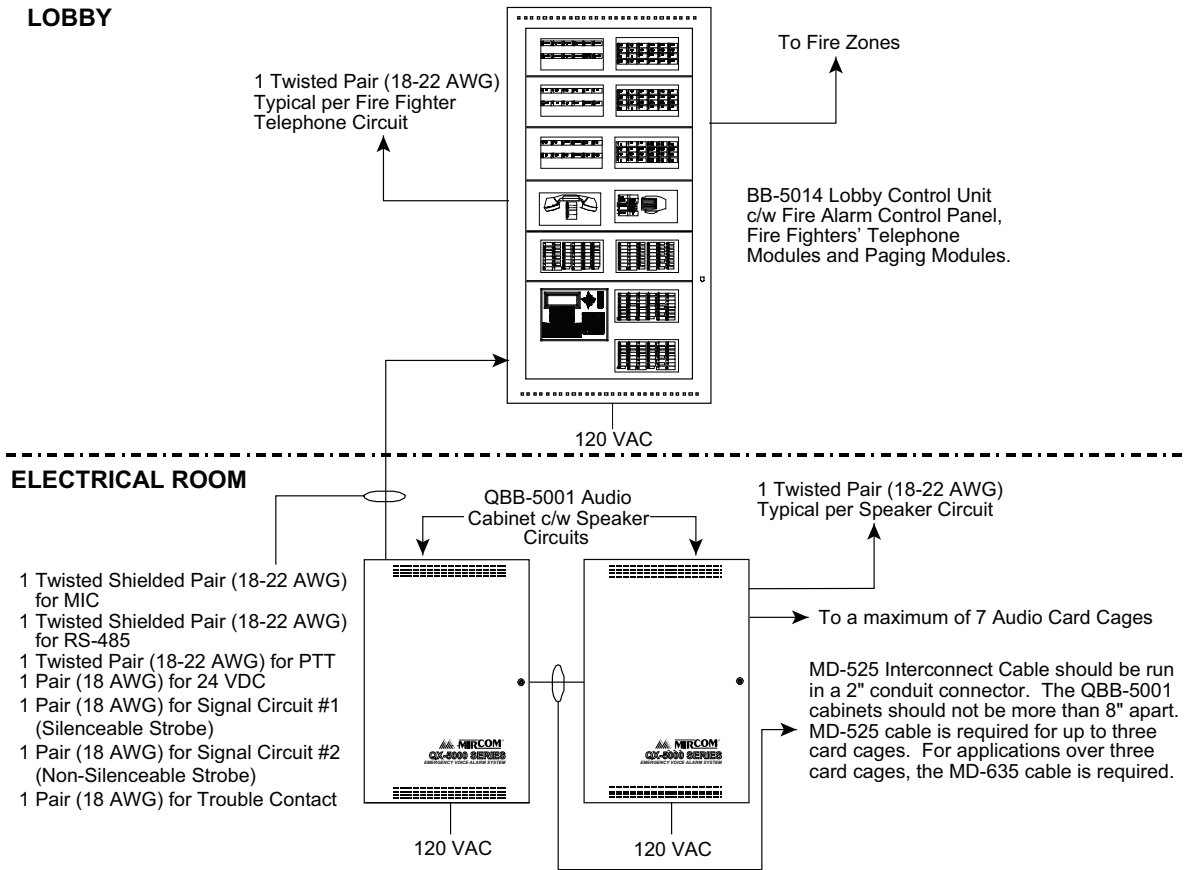 LOBBY
1 Twisted Pair (18-22 AWG)
Typical per Fire Fighter
Telephone Circuit
To Fire Zones
BB-5014 Lobby Control Unit
c/w Fire Alarm Control Panel,
Fire Fighters' Telephone
Modules and Paging Modules.
120 VAC
ELECTRICAL ROOM
QBB-5001 Audio
Cabinet c/w Speaker
Circuits
1 Twisted Pair (18-22 AWG)
Typical per Speaker Circuit
1 Twisted Shielded Pair (18-22 AWG)
for MIC
1 Twisted Shielded Pair (18-22 AWG)
for RS-485
1 Twisted Pair (18-22 AWG) for PTT
1 Pair (18 AWG) for 24 VDC
1 Pair (18 AWG) for Signal Circuit #1
(Silenceable Strobe)
1 Pair (18 AWG) for Signal Circuit #2
(Non-Silenceable Strobe)
1 Pair (18 AWG) for Trouble Contact
MIRCOM
QX-5000 SERIES
EMERGENCY VOICE ALARM SYSTEM
120 VAC
MIRCOM
QX-5000 SERIES
EMERGENCY VOICE ALARM SYSTEM
120 VAC
To a maximum of 7 Audio Card Cages
MD-525 Interconnect Cable should be run
in a 2" conduit connector. The QBB-5001
cabinets should not be more than 8" apart.
MD-525 cable is required for up to three
card cages. For applications over three
card cages, the MD-635 cable is required.